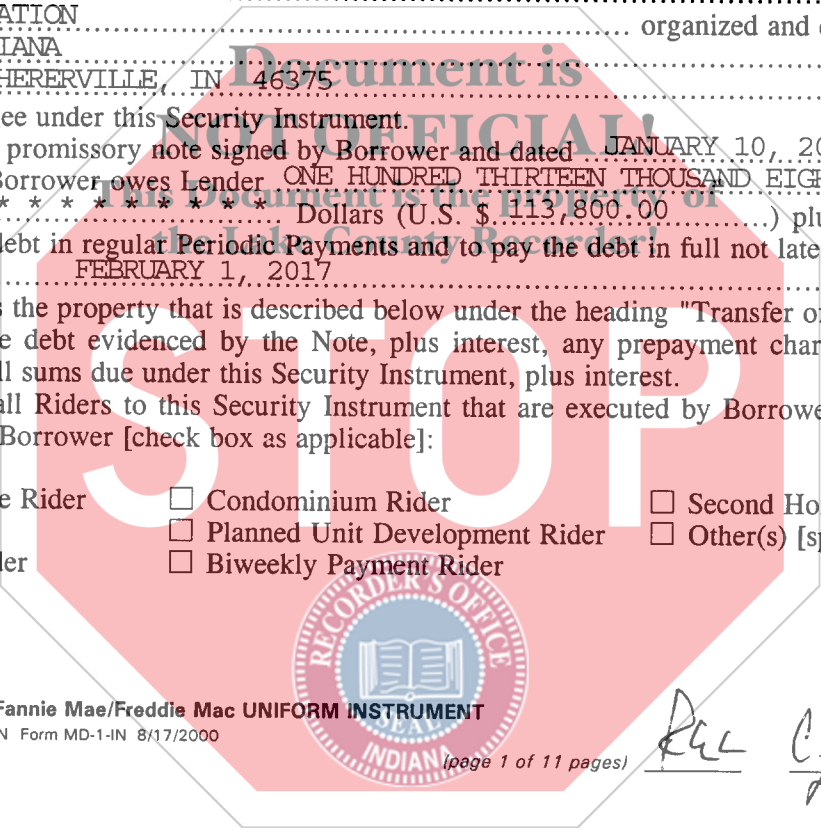 ATION
organized and
IANA
HERERVILLE, IN 46375
ee under this Security Instrument.
promissory note signed by Borrower and dated JANUARY 10, 20
Borrower owes Lender ONE HUNDRED THIRTEEN THOUSAND EIGH
* * * * * * * * * Dollars (U.S. $ 113,800.00 ) plu
debt in regular Periodic Payments and to pay the debt in full not late
FEBRUARY 1, 2017
s the property that is described below under the heading "Transfer o
e debt evidenced by the Note, plus interest, any prepayment char
ll sums due under this Security Instrument, plus interest.
all Riders to this Security Instrument that are executed by Borrowe
Borrower [check box as applicable]:
e Rider ☐ Condominium Rider ☐ Second Ho
☐ Planned Unit Development Rider ☐ Other(s) [sp
der ☐ Biweekly Payment Rider
Fannie Mae/Freddie Mac UNIFORM INSTRUMENT
N Form MD-1-IN 8/17/2000
(page 1 of 11 pages)
Document is
NOT OFFICIAL!
This Document is the property of
the Lake County Recorder!
STOP
RECORDER'S OFFICE
SEAL
INDIANA